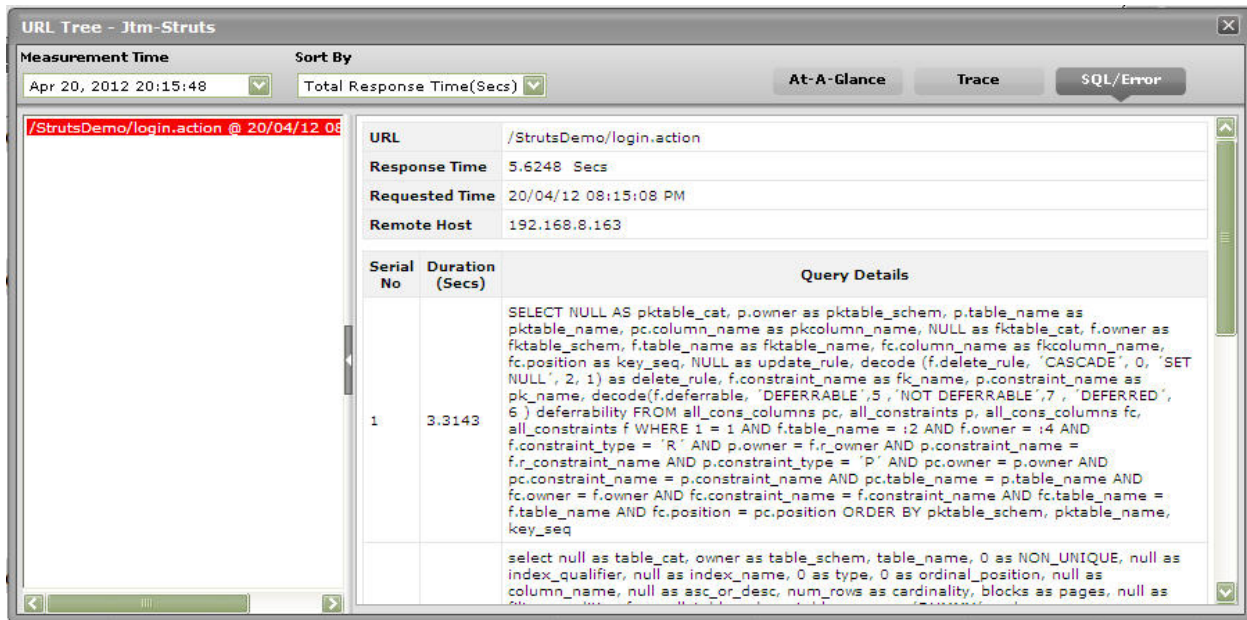 URL Tree - Jtm-Struts
Measurement Time
Sort By
Apr 20, 2012 20:15:48
Total Response Time(Secs)
At-A-Glance
Trace
SQL/Error
/StrutsDemo/login.action @ 20/04/12 08
URL
/StrutsDemo/login.action
Response Time
5.6248 Secs
Requested Time
20/04/12 08:15:08 PM
Remote Host
192.168.8.163
Serial No
Duration (Secs)
Query Details
1
3.3143
SELECT NULL AS pktable_cat, p.owner as pktable_schem, p.table_name as
pktable_name, pc.column_name as pkcolumn_name, NULL as fktable_cat, f.owner as
fktable_schem, f.table_name as fktable_name, fc.column_name as fkcolumn_name,
fc.position as key_seq, NULL as update_rule, decode (f.delete_rule, ´CASCADE´, 0, ´SET
NULL´, 2, 1) as delete_rule, f.constraint_name as fk_name, p.constraint_name as
pk_name, decode(f.deferrable, ´DEFERRABLE´,5 ,´NOT DEFERRABLE´,7 , ´DEFERRED´,
6 ) deferrability FROM all_cons_columns pc, all_constraints p, all_cons_columns fc,
all_constraints f WHERE 1 = 1 AND f.table_name = :2 AND f.owner = :4 AND
f.constraint_type = ´R´ AND p.owner = f.r_owner AND p.constraint_name =
f.r_constraint_name AND p.constraint_type = ´P´ AND pc.owner = p.owner AND
pc.constraint_name = p.constraint_name AND pc.table_name = p.table_name AND
fc.owner = f.owner AND fc.constraint_name = f.constraint_name AND fc.table_name =
f.table_name AND fc.position = pc.position ORDER BY pktable_schem, pktable_name,
key_seq
select null as table_cat, owner as table_schem, table_name, 0 as NON_UNIQUE, null as
index_qualifier, null as index_name, 0 as type, 0 as ordinal_position, null as
column_name, null as asc_or_desc, num_rows as cardinality, blocks as pages, null as